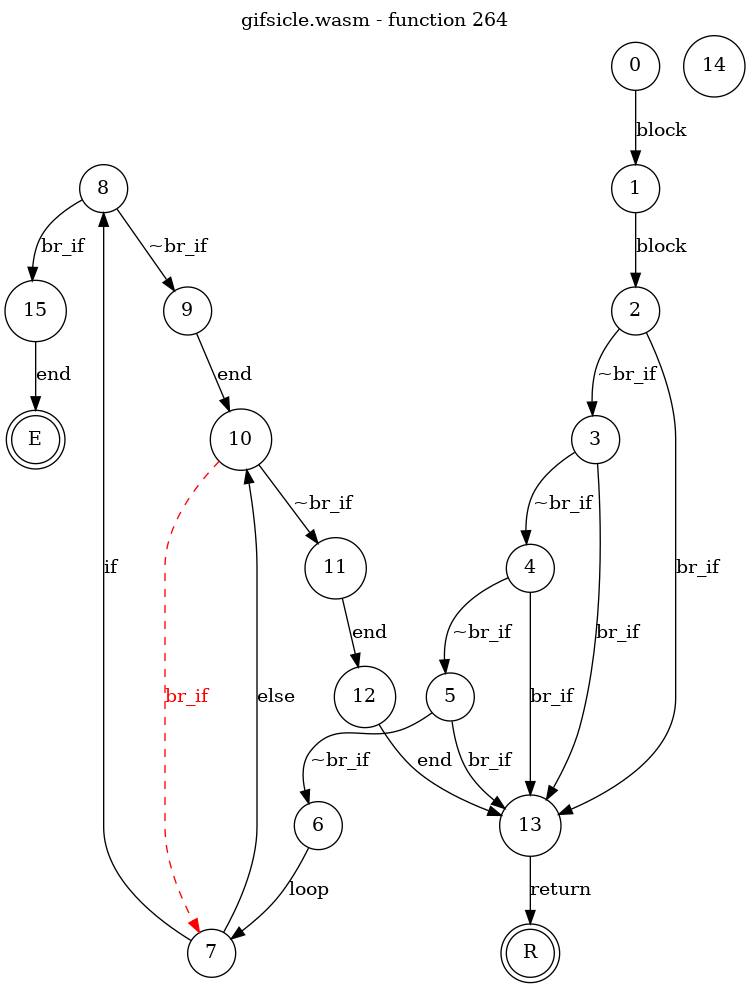 gifsicle.wasm - function 264
0
14
block
8
1
br_if
~br_if
block
15
9
2
end
end
~br_if
E
10
3
~br_if
~br_if
11
4
if
br_if
end
~br_if
br_if
br_if
else
12
5
br_if
~br_if
end
br_if
6
13
loop
return
7
R